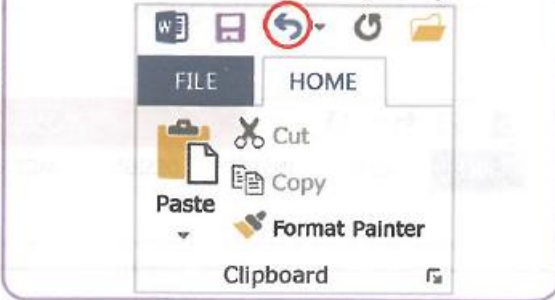 W
FILE HOME
Cut
Copy
Paste
Format Painter
Clipboard